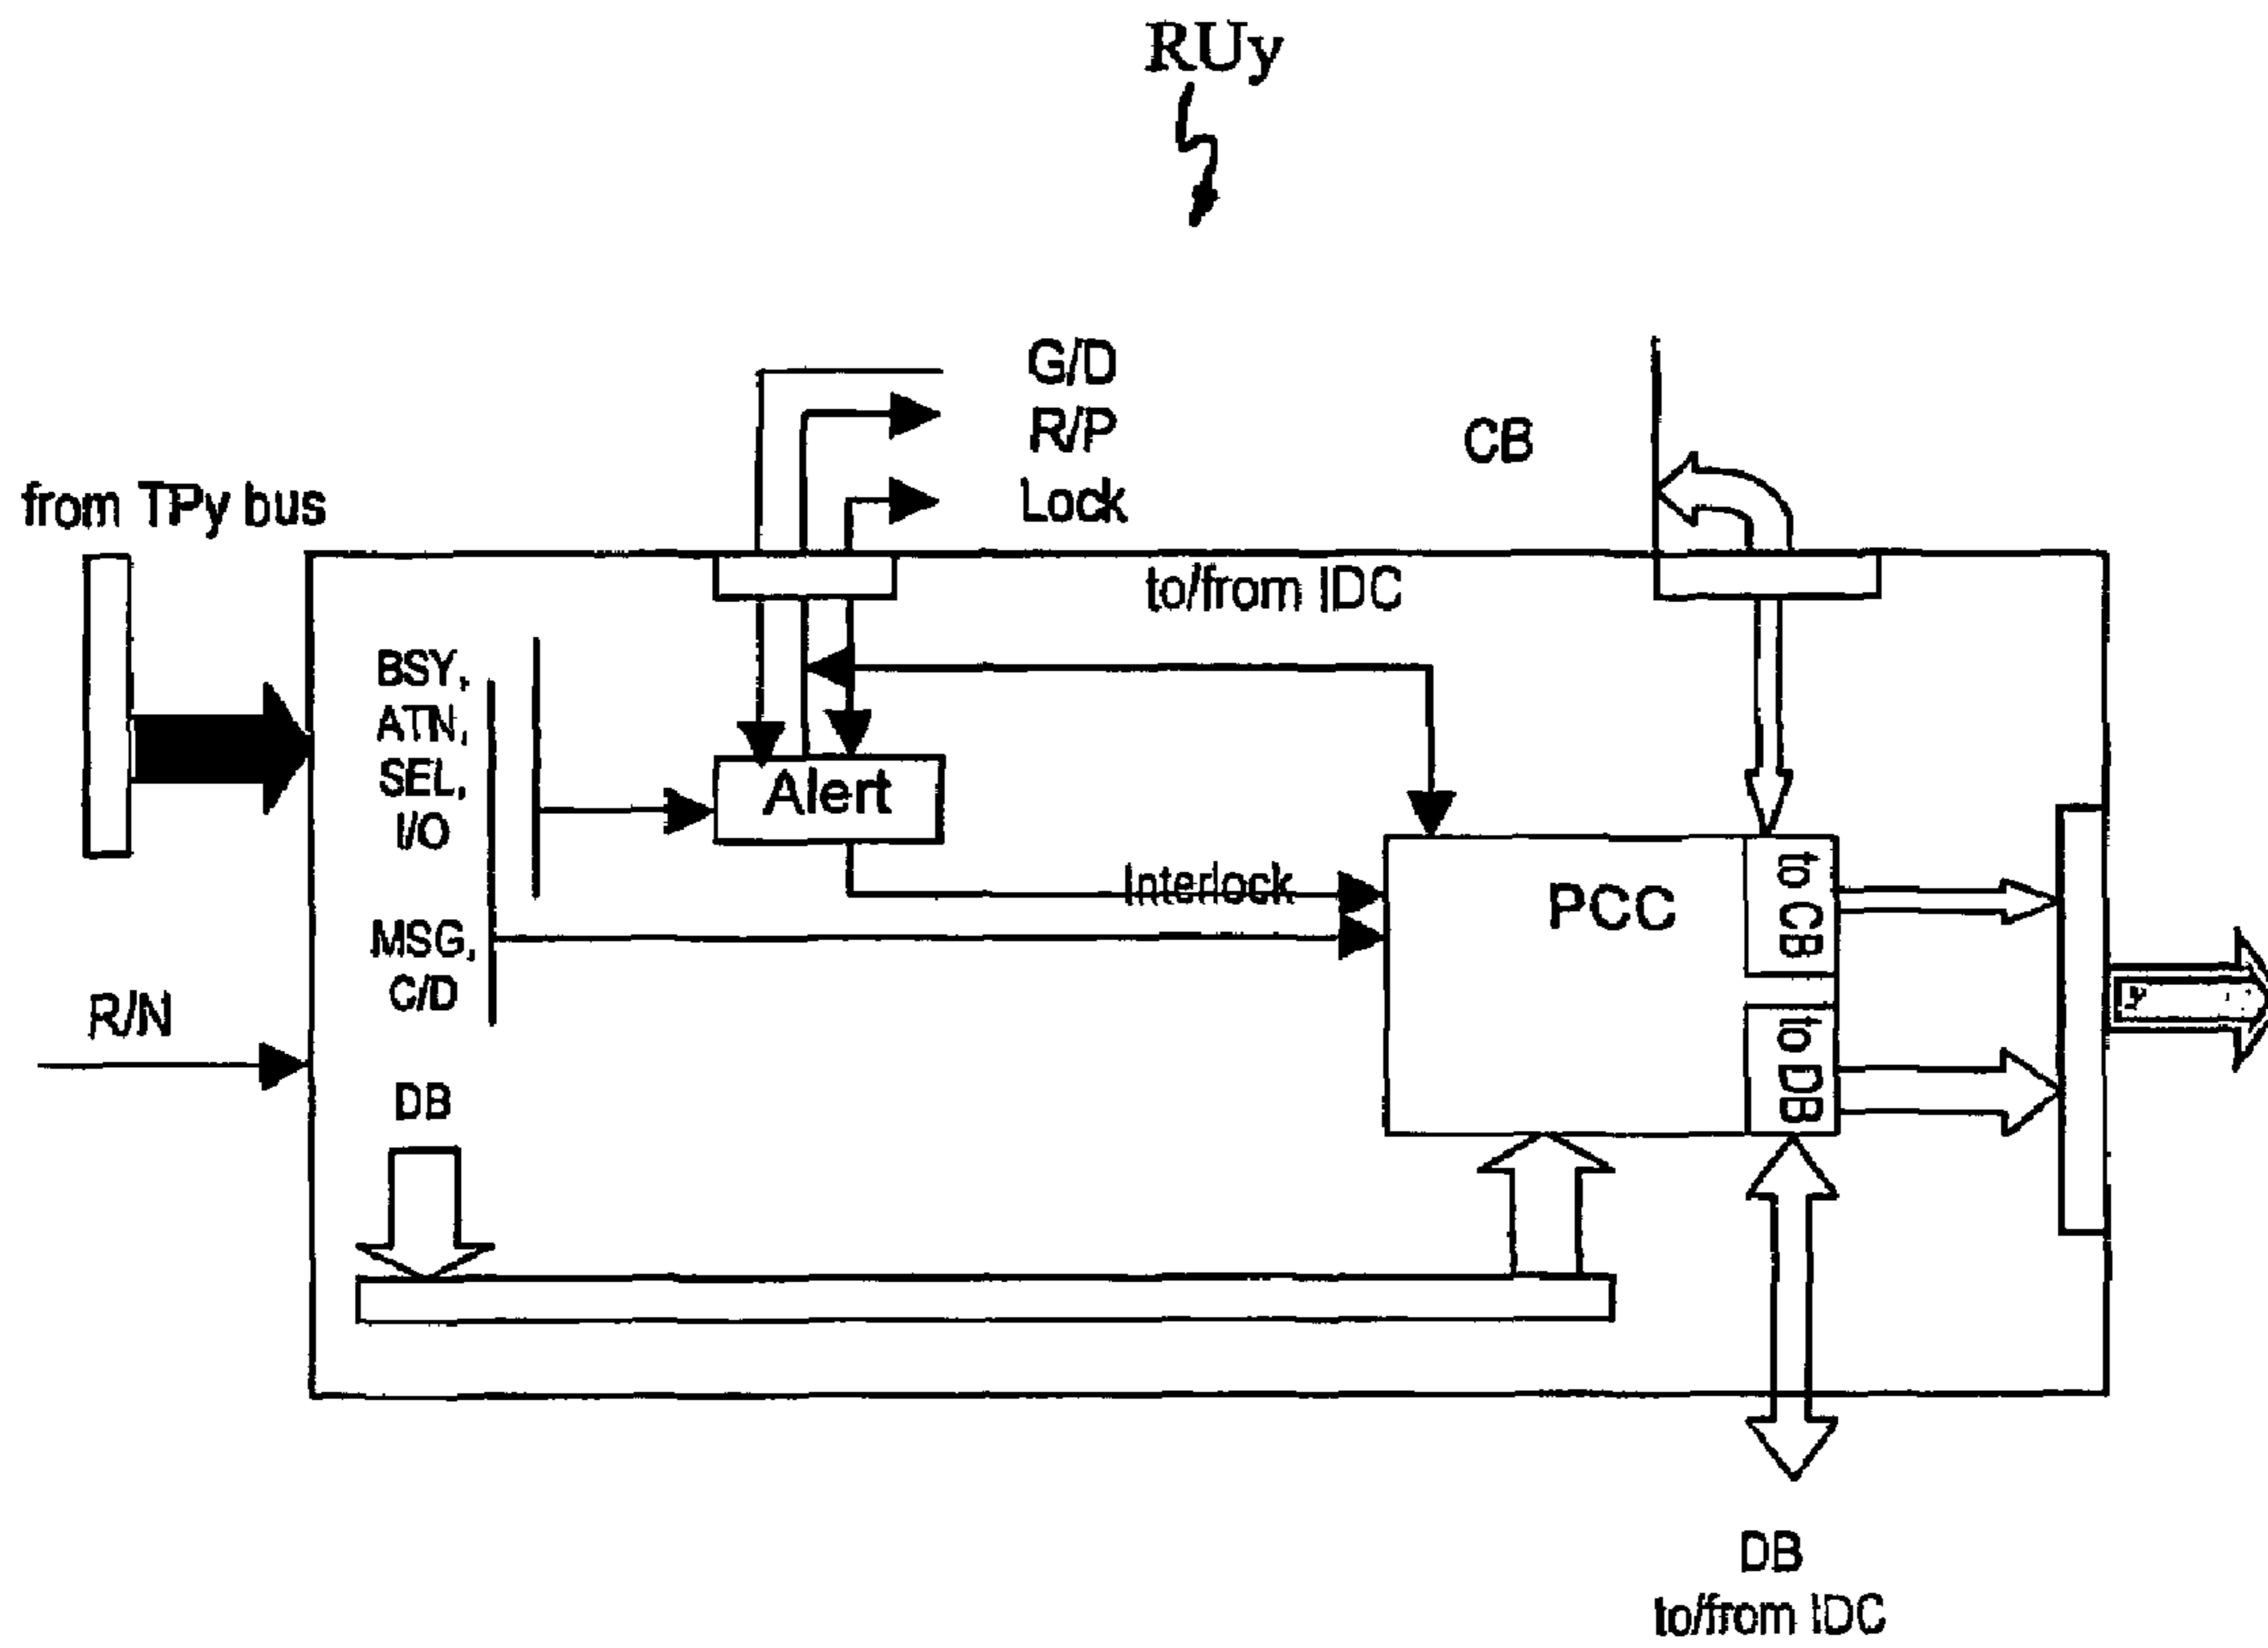 RUy
G/D
R/P
Lock
CB
from TPy bus
to/from IDC
BSY,
ATN,
SEL,
I/O
Alert
Interlock
PCC
to CB
MSG,
C/D
R/N
to DB
DB
DB
to/from IDC